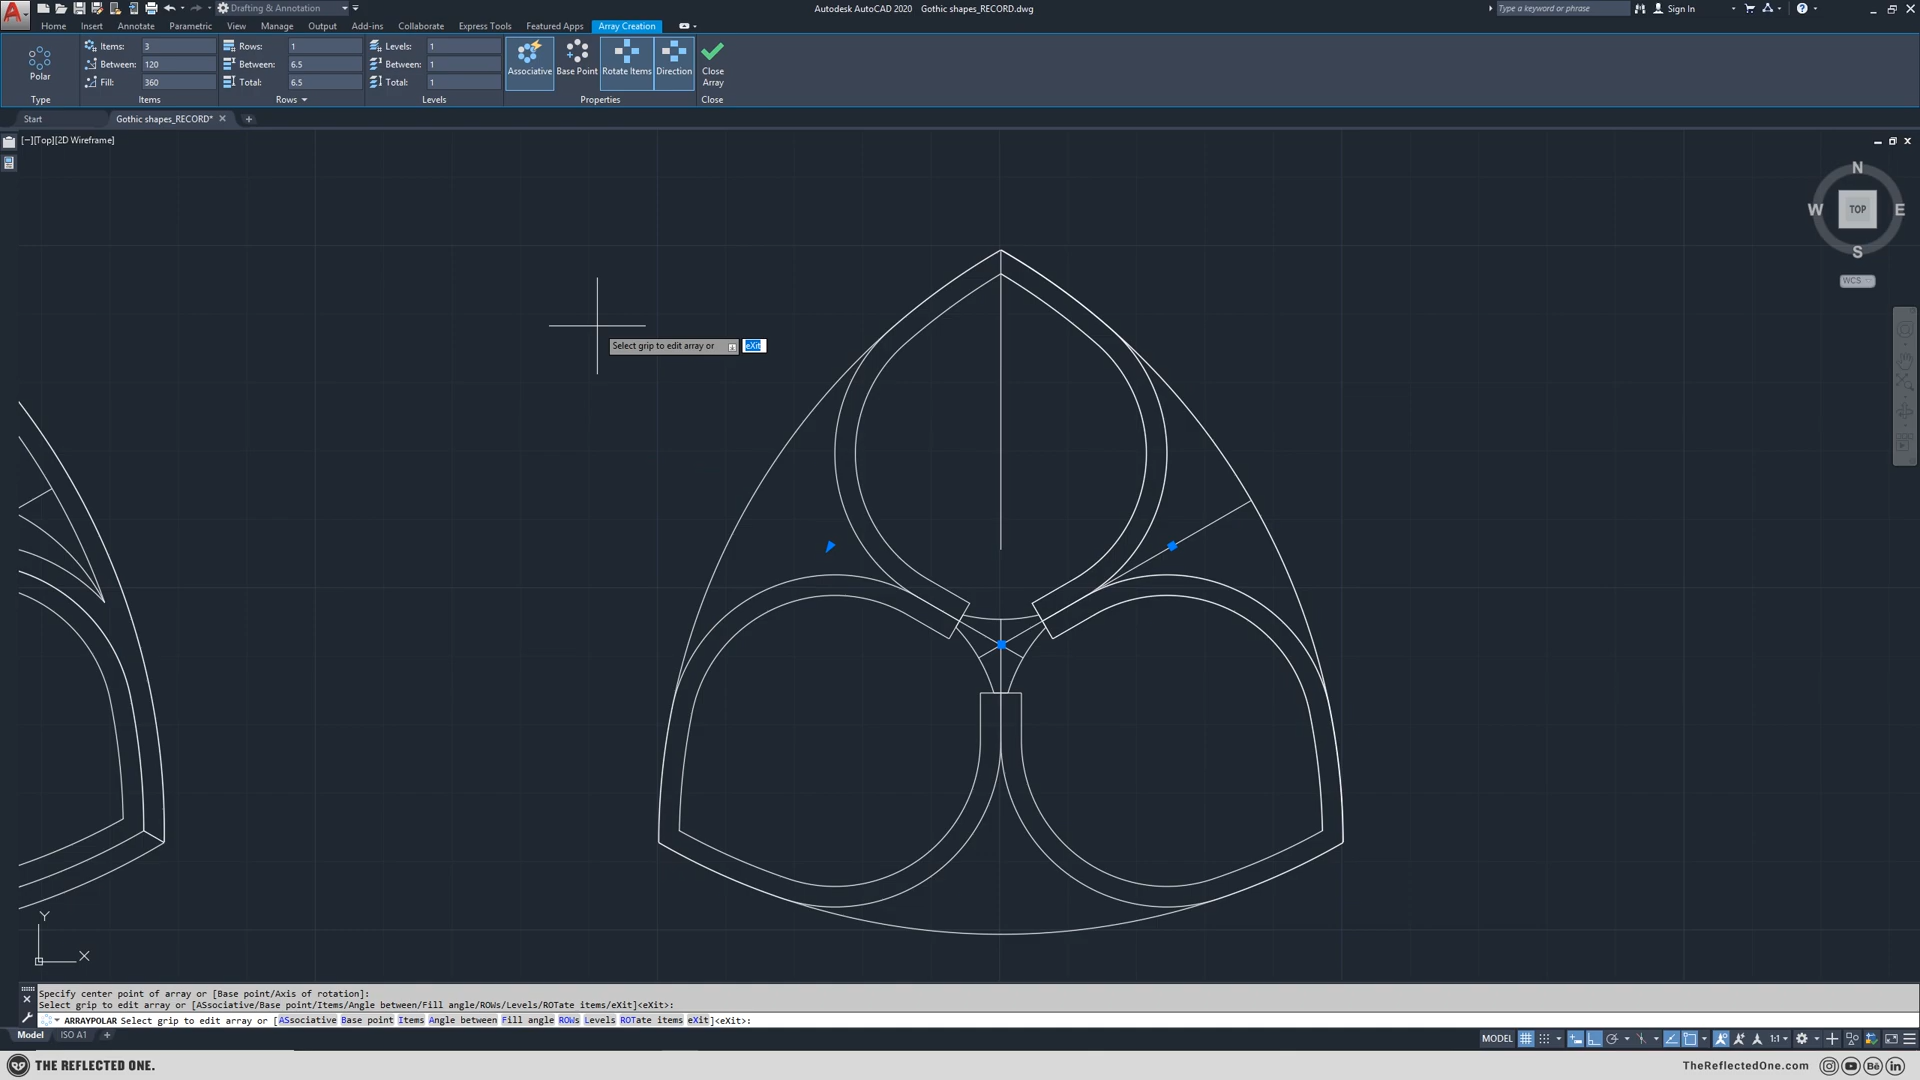 Drafting & Annotation
Autodesk AutoCAD 2020 Gothic shapes_RECORD.dwg
Type a keyword or phrase
Sign In
Home Insert Annotate Parametric View Manage Output Add-ins Collaborate Express Tools Featured Apps Array Creation
Items: 3 Rows: 1 Levels: 1
Between: 120 Between: 6.5 Between: 1
Fill: 360 Total: 6.5 Total: 1
Polar
Associative Base Point Rotate Items Direction Close Array
Type Items Rows Levels Properties Close
Start Gothic shapes_RECORD*
[−][Top][2D Wireframe]
N
W TOP E
S
WCS
Select grip to edit array or eXit
Y
X
Specify center point of array or [Base point/Axis of rotation]:
Select grip to edit array or [ASsociative/Base point/Items/Angle between/Fill angle/ROWs/Levels/ROTate items/eXit]<eXit>:
ARRAYPOLAR Select grip to edit array or [ASsociative Base point Items Angle between Fill angle ROWs Levels ROTate items eXit]<eXit>:
Model ISO A1
MODEL 1:1
THE REFLECTED ONE.
TheReflectedOne.com